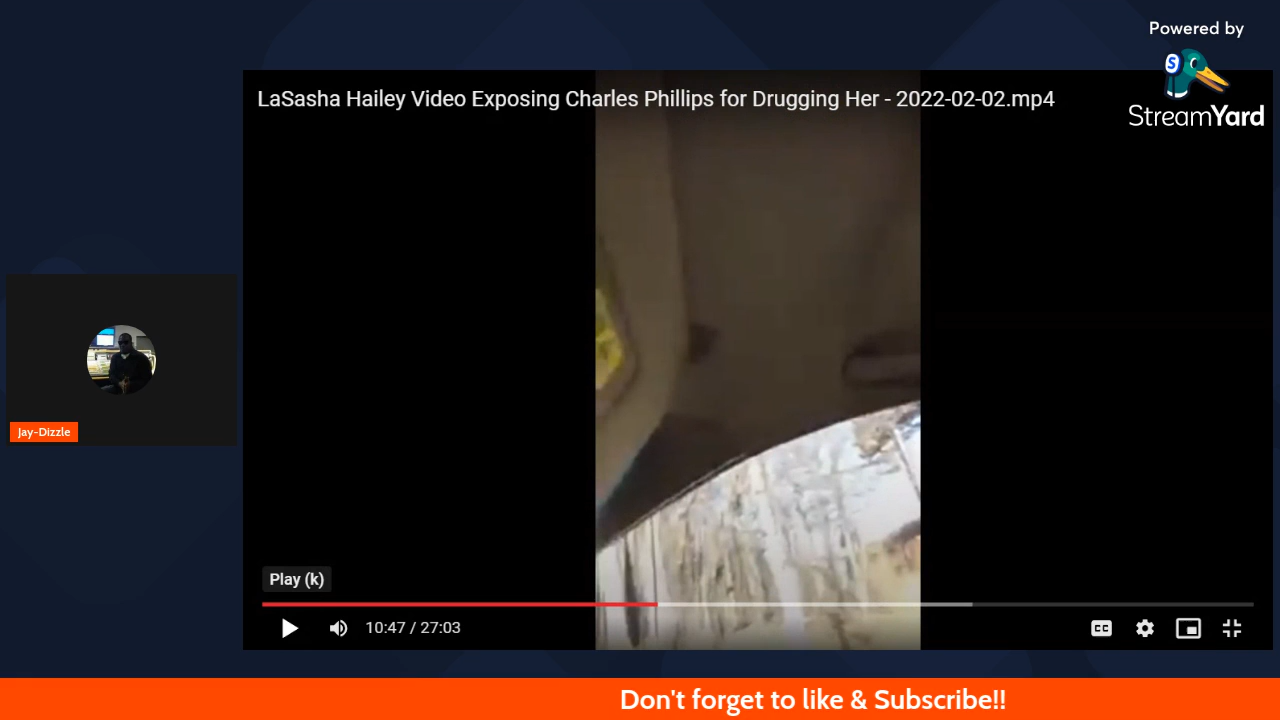 Powered by
S
StreamYard
LaSasha Hailey Video Exposing Charles Phillips for Drugging Her - 2022-02-02.mp4
Jay-Dizzle
Play (k)
10:47 / 27:03
CC
Don't forget to like & Subscribe!!